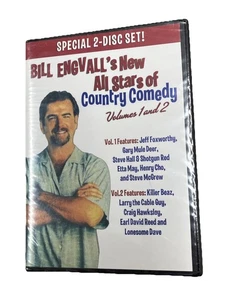 SPECIAL 2-DISC SET!
BILL ENGVALL's New
All Stars of
Country Comedy
Volumes 1 and 2
Vol. 1 Features: Jeff Foxworthy,
Gary Mule Deer,
Steve Hall & Shotgun Red
Etta May, Henry Cho,
and Steve McGrew
Vol.2 Features: Killer Beaz,
Larry the Cable Guy,
Craig Hawksley,
Earl David Reed and
Lonesome Dave